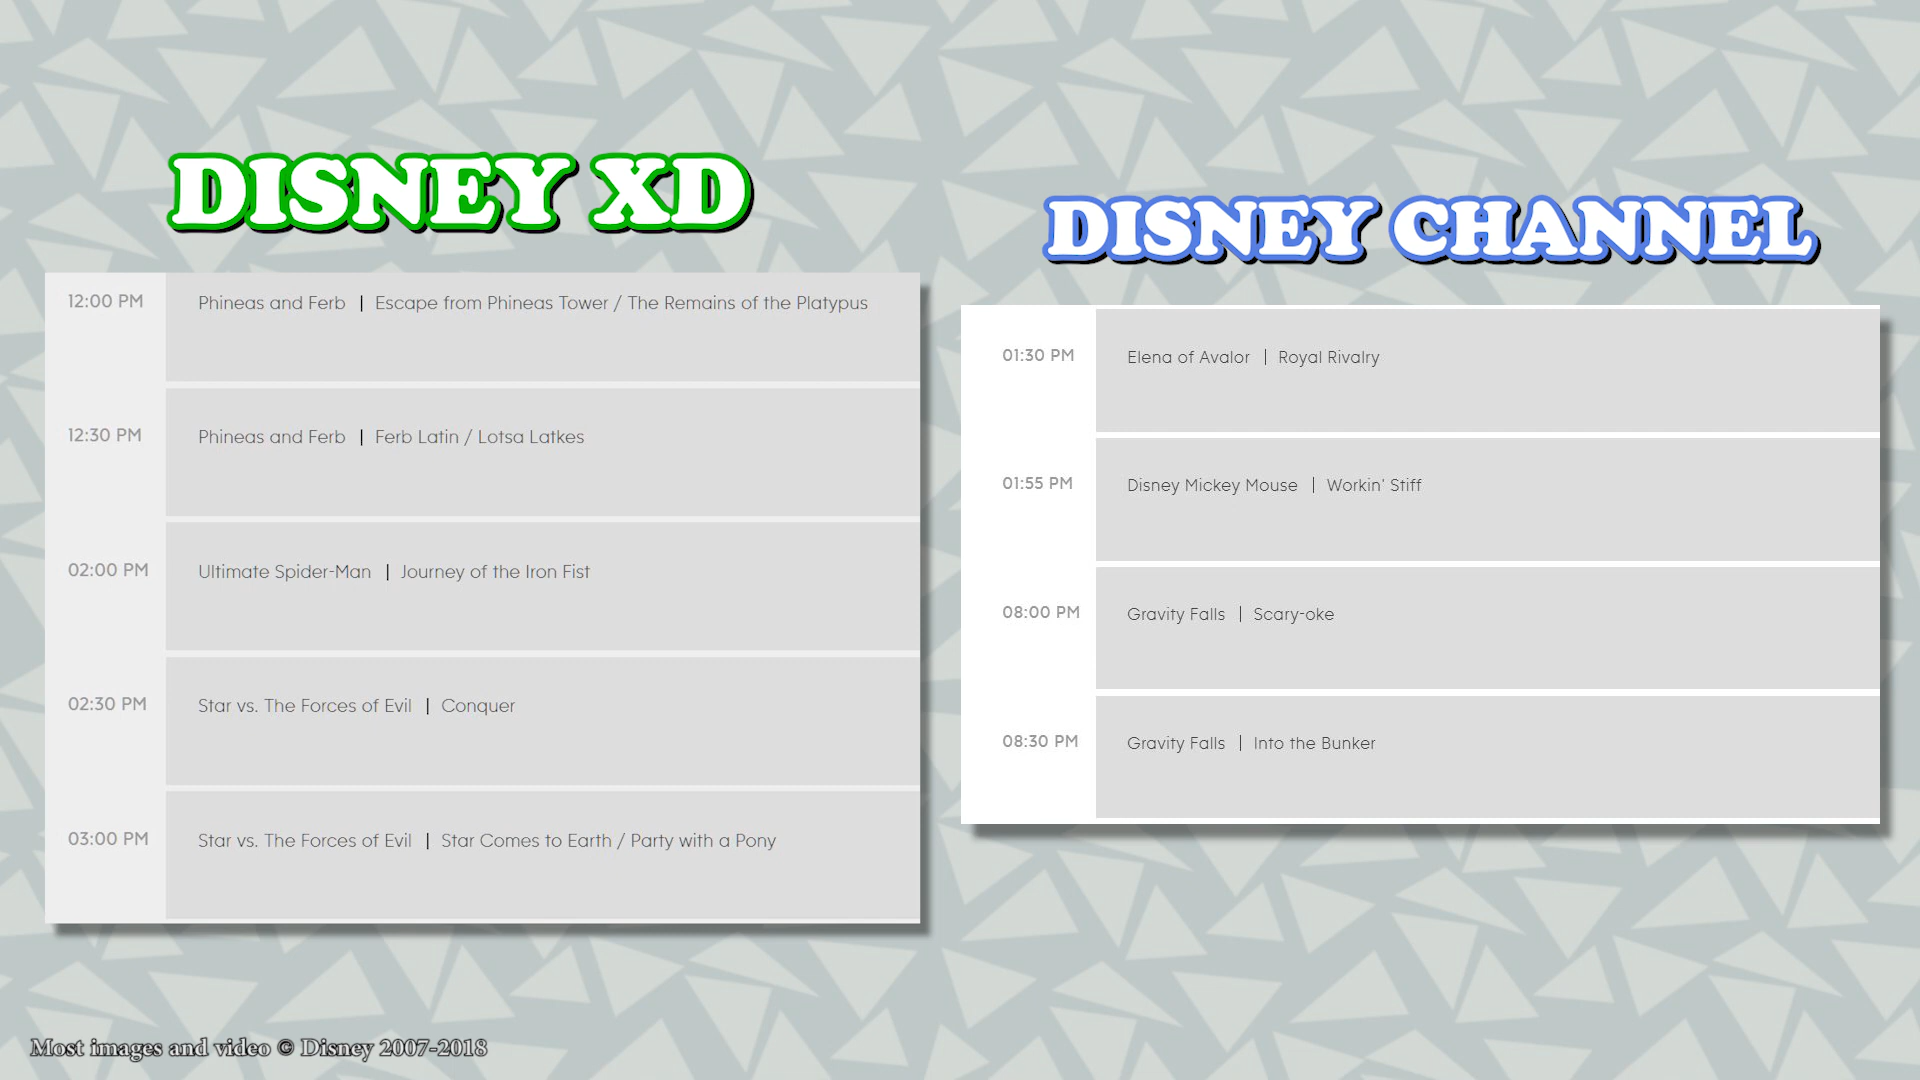 DISNEY XD
12:00 PM Phineas and Ferb | Escape from Phineas Tower / The Remains of the Platypus
12:30 PM Phineas and Ferb | Ferb Latin / Lotsa Latkes
02:00 PM Ultimate Spider-Man | Journey of the Iron Fist
02:30 PM Star vs. The Forces of Evil | Conquer
03:00 PM Star vs. The Forces of Evil | Star Comes to Earth / Party with a Pony
DISNEY CHANNEL
01:30 PM Elena of Avalor | Royal Rivalry
01:55 PM Disney Mickey Mouse | Workin' Stiff
08:00 PM Gravity Falls | Scary-oke
08:30 PM Gravity Falls | Into the Bunker
Most images and video © Disney 2007-2018